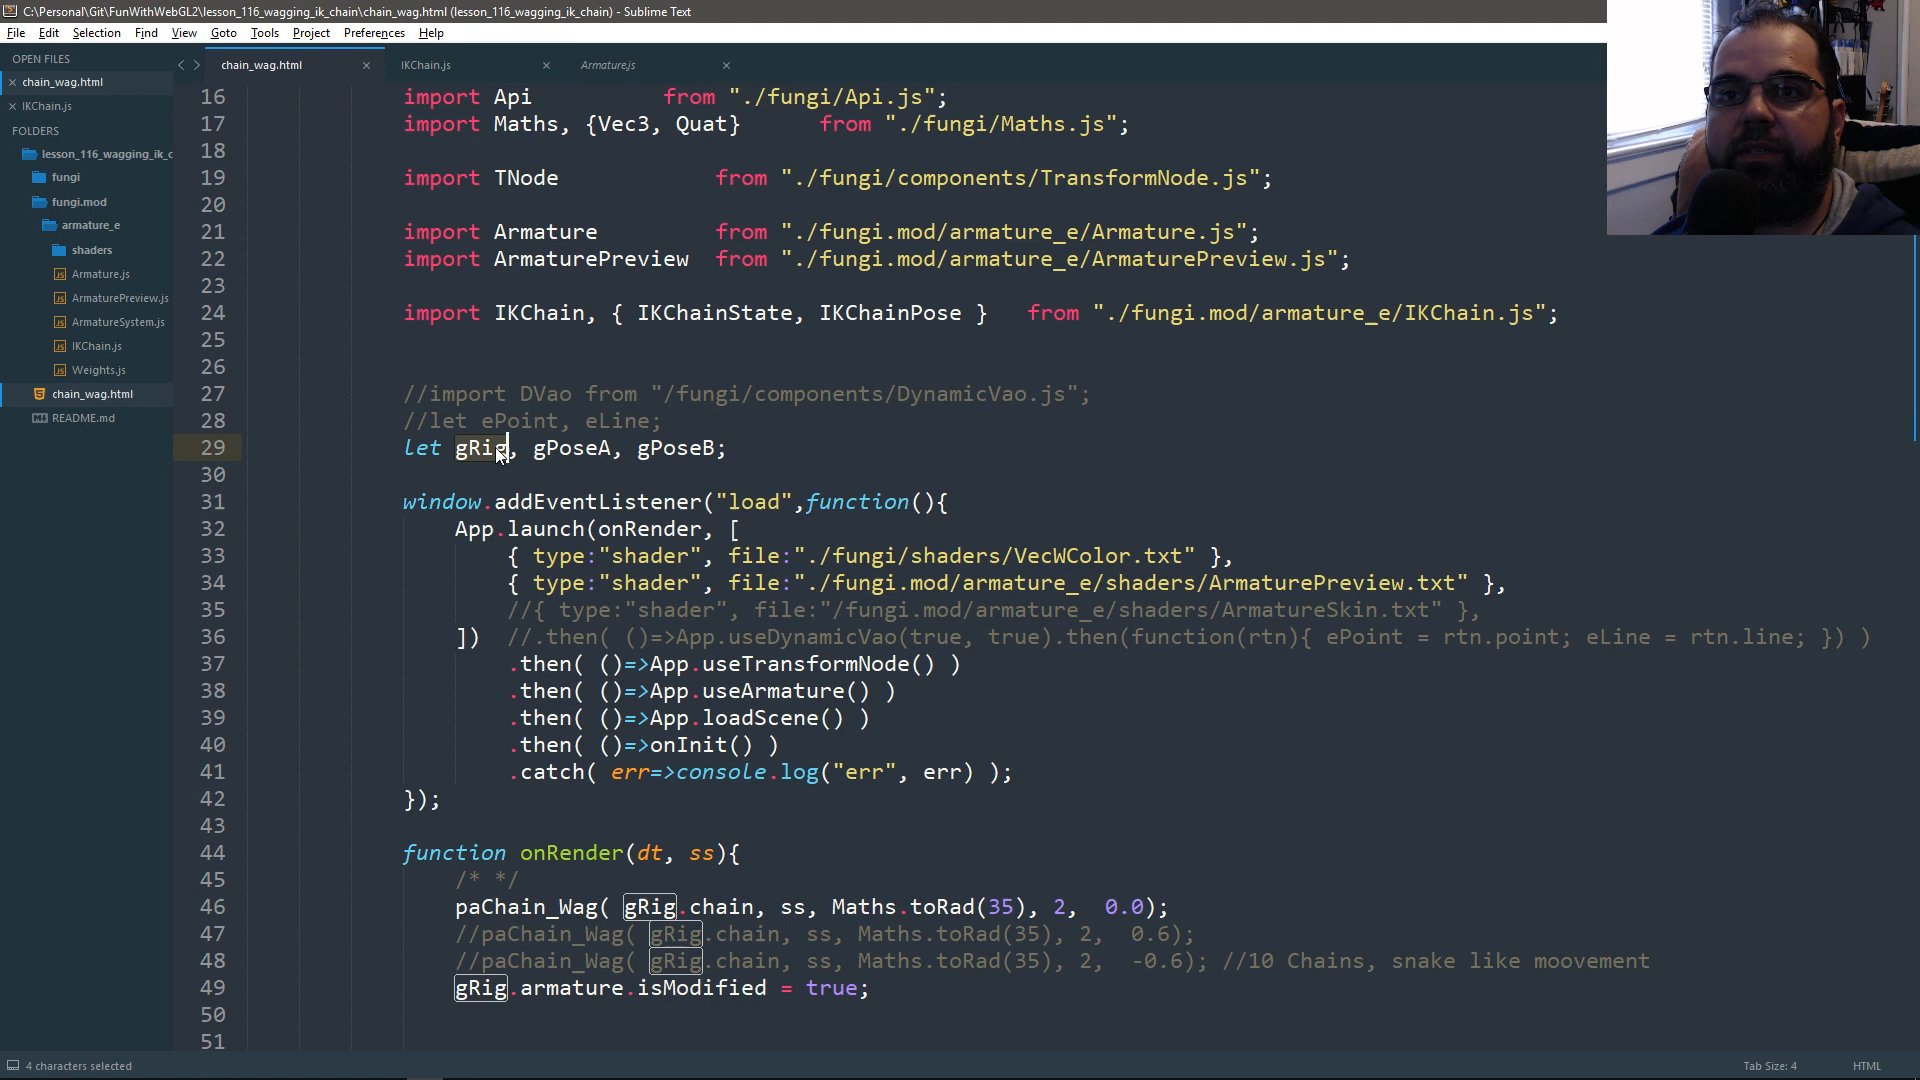 C:\Personal\Git\FunWithWebGL2\lesson_116_wagging_ik_chain\chain_wag.html (lesson_116_wagging_ik_chain) - Sublime Text
File Edit Selection Find View Goto Tools Project Preferences Help
OPEN FILES
chain_wag.html
IKChain.js
FOLDERS
lesson_116_wagging_ik_c
fungi
fungi.mod
armature_e
shaders
Armature.js
ArmaturePreview.js
ArmatureSystem.js
IKChain.js
Weights.js
chain_wag.html
README.md
chain_wag.html IKChain.js Armature.js
16 import Api from "./fungi/Api.js";
17 import Maths, {Vec3, Quat} from "./fungi/Maths.js";
18
19 import TNode from "./fungi/components/TransformNode.js";
20
21 import Armature from "./fungi.mod/armature_e/Armature.js";
22 import ArmaturePreview from "./fungi.mod/armature_e/ArmaturePreview.js";
23
24 import IKChain, { IKChainState, IKChainPose } from "./fungi.mod/armature_e/IKChain.js";
25
26
27 //import DVao from "/fungi/components/DynamicVao.js";
28 //let ePoint, eLine;
29 let gRig, gPoseA, gPoseB;
30
31 window.addEventListener("load",function(){
32 App.launch(onRender, [
33 { type:"shader", file:"./fungi/shaders/VecWColor.txt" },
34 { type:"shader", file:"./fungi.mod/armature_e/shaders/ArmaturePreview.txt" },
35 //{ type:"shader", file:"/fungi.mod/armature_e/shaders/ArmatureSkin.txt" },
36 ]) //.then( ()=>App.useDynamicVao(true, true).then(function(rtn){ ePoint = rtn.point; eLine = rtn.line; }) )
37 .then( ()=>App.useTransformNode() )
38 .then( ()=>App.useArmature() )
39 .then( ()=>App.loadScene() )
40 .then( ()=>onInit() )
41 .catch( err=>console.log("err", err) );
42 });
43
44 function onRender(dt, ss){
45 /* */
46 paChain_Wag( gRig.chain, ss, Maths.toRad(35), 2, 0.0);
47 //paChain_Wag( gRig.chain, ss, Maths.toRad(35), 2, 0.6);
48 //paChain_Wag( gRig.chain, ss, Maths.toRad(35), 2, -0.6); //10 Chains, snake like moovement
49 gRig.armature.isModified = true;
50
51
4 characters selected Tab Size: 4 HTML